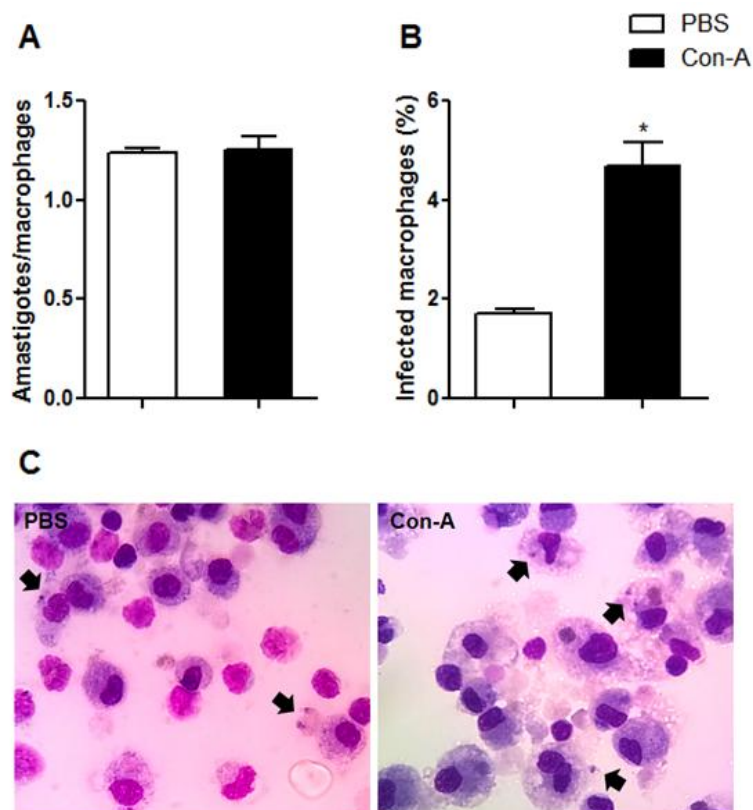 A
B
PBS
Con-A
Amastigotes/macrophages
1.5
1.0
0.5
0.0
Infected macrophages (%)
6
4
2
0
*
C
PBS
Con-A